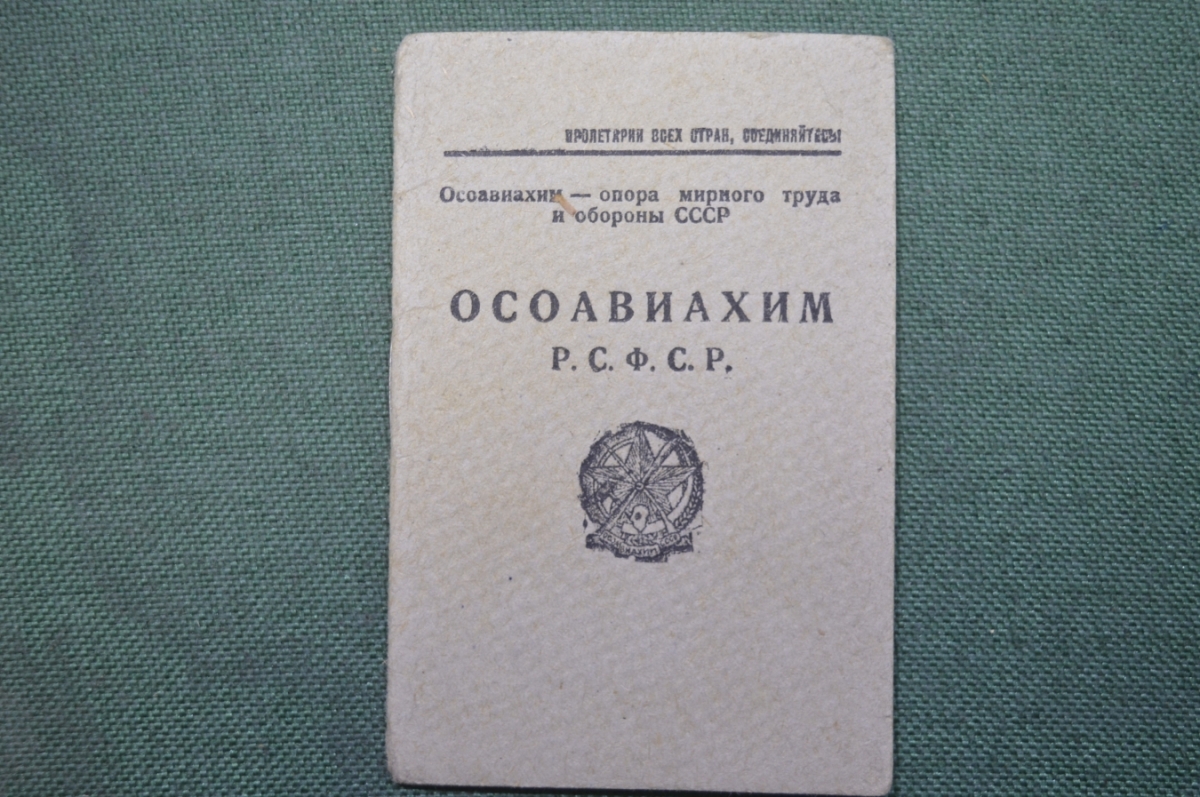 ПРОЛЕТАРИИ ВСЕХ СТРАН, СОЕДИНЯЙТЕСЬ!
Осоавиахим — опора мирного труда
и обороны СССР
ОСОАВИАХИМ
Р. С. Ф. С. Р.